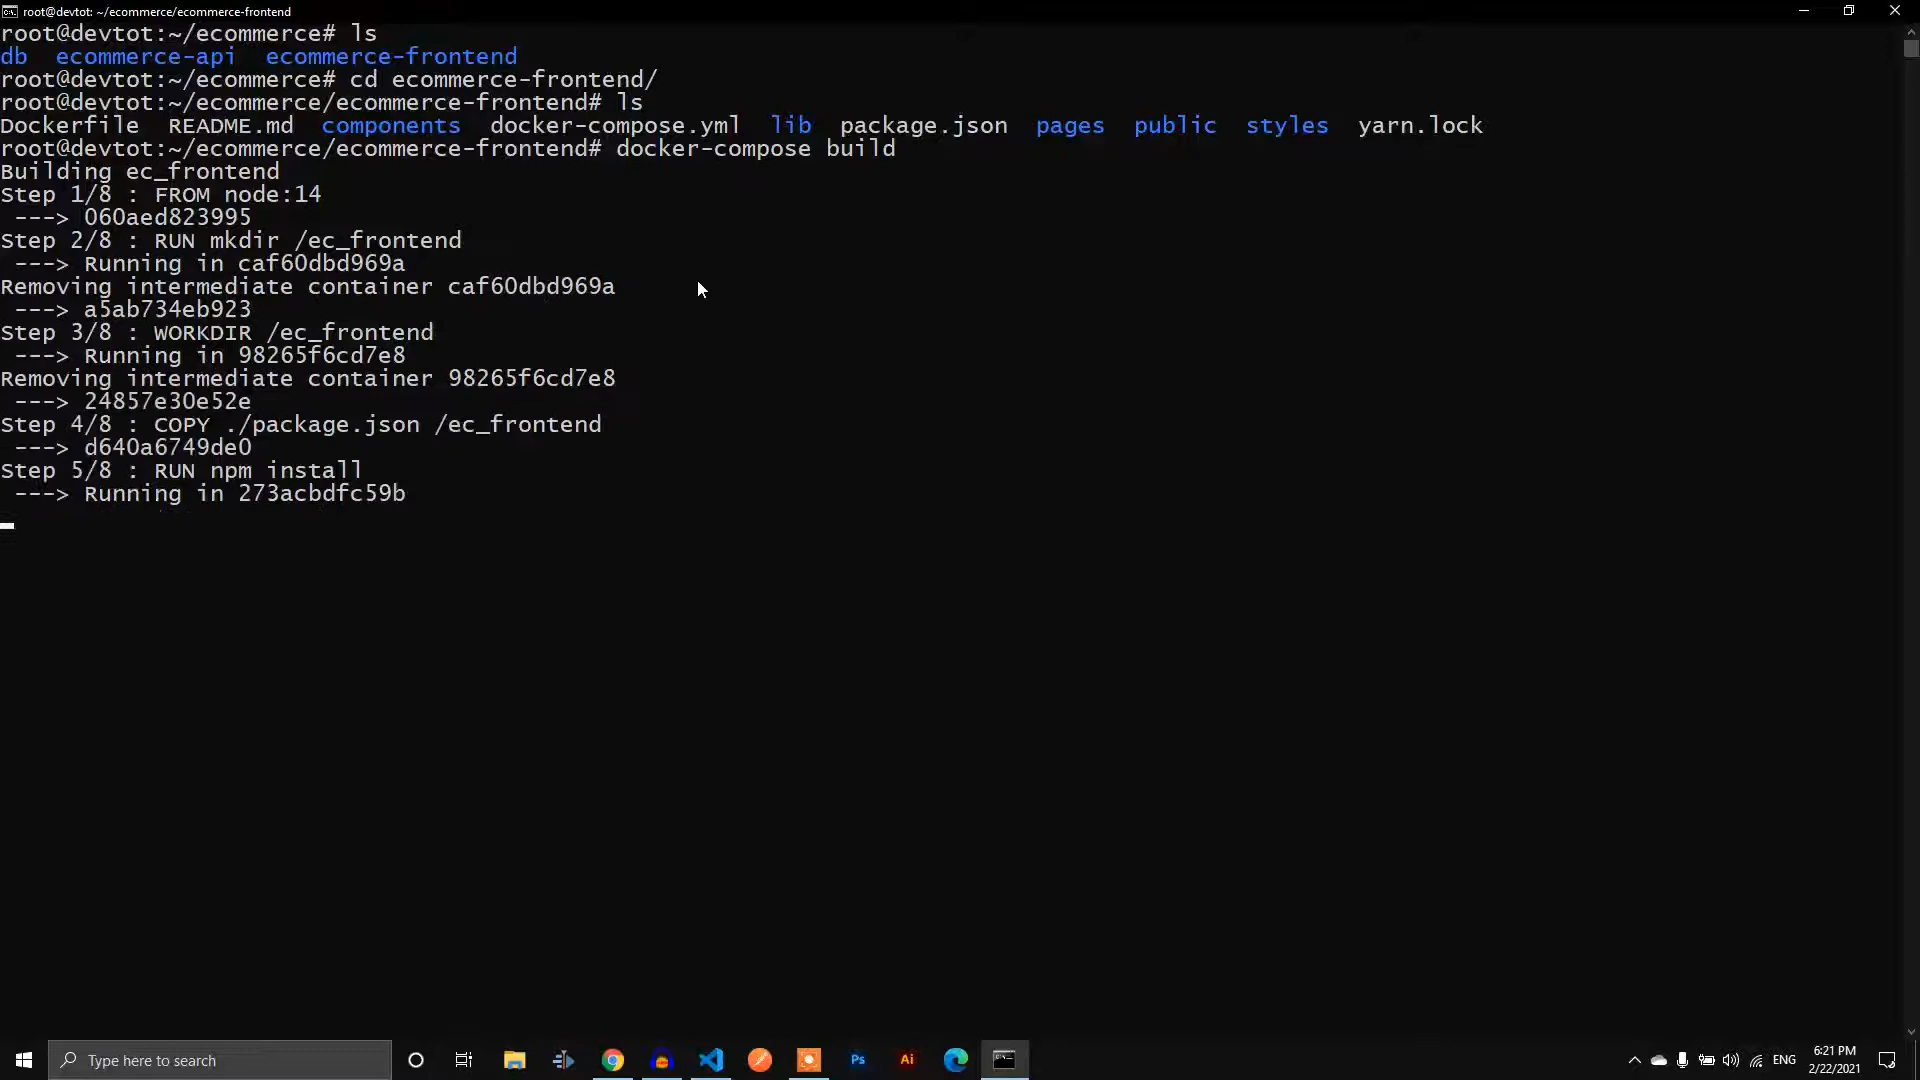 root@devtot: ~/ecommerce/ecommerce-frontend
root@devtot:~/ecommerce# ls
db  ecommerce-api  ecommerce-frontend
root@devtot:~/ecommerce# cd ecommerce-frontend/
root@devtot:~/ecommerce/ecommerce-frontend# ls
Dockerfile  README.md  components  docker-compose.yml  lib  package.json  pages  public  styles  yarn.lock
root@devtot:~/ecommerce/ecommerce-frontend# docker-compose build
Building ec_frontend
Step 1/8 : FROM node:14
 ---> 060aed823995
Step 2/8 : RUN mkdir /ec_frontend
 ---> Running in caf60dbd969a
Removing intermediate container caf60dbd969a
 ---> a5ab734eb923
Step 3/8 : WORKDIR /ec_frontend
 ---> Running in 98265f6cd7e8
Removing intermediate container 98265f6cd7e8
 ---> 24857e30e52e
Step 4/8 : COPY ./package.json /ec_frontend
 ---> d640a6749de0
Step 5/8 : RUN npm install
 ---> Running in 273acbdfc59b
Type here to search
Ps
Ai
ENG
6:21 PM
2/22/2021